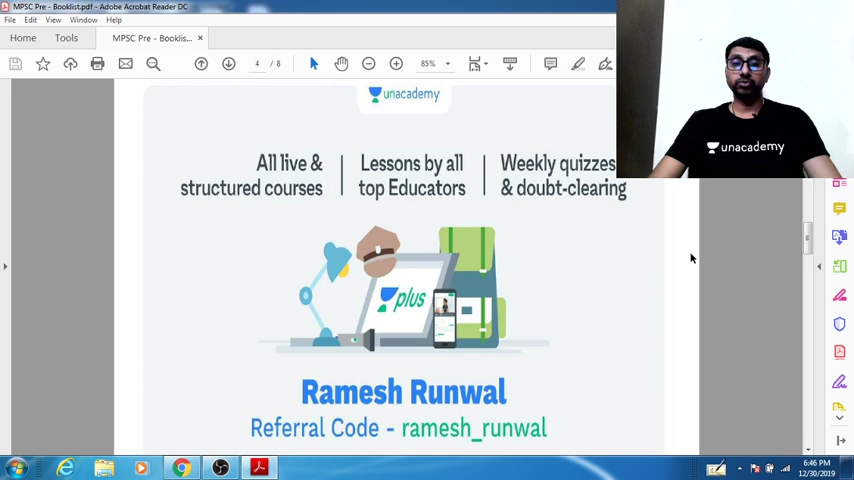 MPSC Pre - Booklist.pdf - Adobe Acrobat Reader DC
File Edit View Window Help
Home Tools MPSC Pre - Booklis... ×
4 / 8 85%
unacademy
All live &
structured courses
Lessons by all
top Educators
Weekly quizzes
& doubt-clearing
unacademy
plus
Ramesh Runwal
Referral Code - ramesh_runwal
6:46 PM
12/30/2019